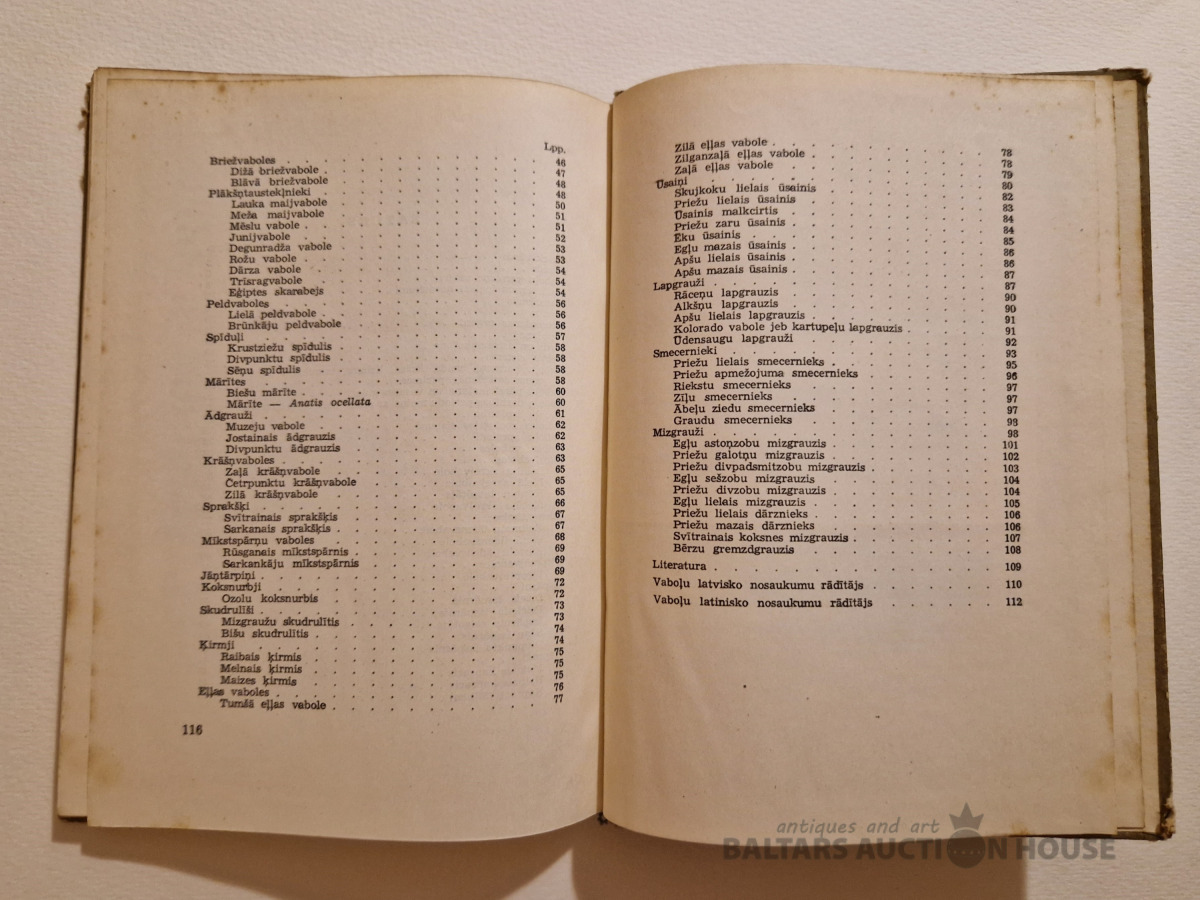 Lpp.
Briežvaboles . . . . . . . . . . . 46
Dižā briežvabole . . . . . . . . . . 47
Blāvā briežvabole . . . . . . . . . . 48
Plākšņtaustekļnieki . . . . . . . . . . 48
Lauka maijvabole . . . . . . . . . . 50
Meža maijvabole . . . . . . . . . . 51
Mēslu vabole . . . . . . . . . . 51
Junijvabole . . . . . . . . . . 52
Degunradža vabole . . . . . . . . . . 53
Rožu vabole . . . . . . . . . . 53
Dārza vabole . . . . . . . . . . 54
Trīsragvabole . . . . . . . . . . 54
Eģiptes skarabejs . . . . . . . . . . 54
Peldvaboles . . . . . . . . . . 56
Lielā peldvabole . . . . . . . . . . 56
Brūnkāju peldvabole . . . . . . . . . . 56
Spīduļi . . . . . . . . . . 57
Krustziežu spīdulis . . . . . . . . . . 58
Divpunktu spīdulis . . . . . . . . . . 58
Sēņu spīdulis . . . . . . . . . . 58
Mārītes . . . . . . . . . . 58
Biešu mārīte . . . . . . . . . . 60
Mārīte — Anatis ocellata . . . . . . . . . . 60
Ādgrauži . . . . . . . . . . 61
Muzeju vabole . . . . . . . . . . 62
Jostainais ādgrauzis . . . . . . . . . . 62
Divpunktu ādgrauzis . . . . . . . . . . 63
Krāšņvaboles . . . . . . . . . . 63
Zaļā krāšņvabole . . . . . . . . . . 65
Četrpunktu krāšņvabole . . . . . . . . . . 65
Zilā krāšņvabole . . . . . . . . . . 65
Sprakšķi . . . . . . . . . . 66
Svītrainais sprakšķis . . . . . . . . . . 67
Sarkanais sprakšķis . . . . . . . . . . 67
Mīkstspārņu vaboles . . . . . . . . . . 68
Rūsganais mīkstspārnis . . . . . . . . . . 69
Sarkankāju mīkstspārnis . . . . . . . . . . 69
Jāņtārpiņi . . . . . . . . . . 69
Koksnurbji . . . . . . . . . . 72
Ozolu koksnurbis . . . . . . . . . . 72
Skudrulīši . . . . . . . . . . 73
Mizgraužu skudrulītis . . . . . . . . . . 73
Bišu skudrulītis . . . . . . . . . . 74
Ķirmji . . . . . . . . . . 74
Raibais ķirmis . . . . . . . . . . 75
Melnais ķirmis . . . . . . . . . . 75
Maizes ķirmis . . . . . . . . . . 75
Eļļas vaboles . . . . . . . . . . 76
Tumšā eļļas vabole . . . . . . . . . . 77
116
Zilā eļļas vabole . . . . . . . . . . 78
Zilganzaļā eļļas vabole . . . . . . . . . . 78
Zaļā eļļas vabole . . . . . . . . . . 79
Ūsaiņi . . . . . . . . . . 80
Skujkoku lielais ūsainis . . . . . . . . . . 82
Priežu lielais ūsainis . . . . . . . . . . 83
Ūsainis malkcirtis . . . . . . . . . . 84
Priežu zaru ūsainis . . . . . . . . . . 84
Ēku ūsainis . . . . . . . . . . 85
Egļu mazais ūsainis . . . . . . . . . . 86
Apšu lielais ūsainis . . . . . . . . . . 86
Apšu mazais ūsainis . . . . . . . . . . 87
Lapgrauži . . . . . . . . . . 87
Rāceņu lapgrauzis . . . . . . . . . . 90
Alkšņu lapgrauzis . . . . . . . . . . 90
Apšu lielais lapgrauzis . . . . . . . . . . 91
Kolorado vabole jeb kartupeļu lapgrauzis . . . . . 91
Ūdensaugu lapgrauži . . . . . . . . . . 92
Smecernieki . . . . . . . . . . 93
Priežu lielais smecernieks . . . . . . . . . . 95
Priežu apmežojuma smecernieks . . . . . . . . 96
Riekstu smecernieks . . . . . . . . . . 97
Zīļu smecernieks . . . . . . . . . . 97
Ābeļu ziedu smecernieks . . . . . . . . . . 97
Graudu smecernieks . . . . . . . . . . 98
Mizgrauži . . . . . . . . . . 98
Egļu astoņzobu mizgrauzis . . . . . . . . . . 101
Priežu galotņu mizgrauzis . . . . . . . . . . 102
Priežu divpadsmitzobu mizgrauzis . . . . . . . 103
Egļu sešzobu mizgrauzis . . . . . . . . . . 104
Priežu divzobu mizgrauzis . . . . . . . . . . 104
Egļu lielais mizgrauzis . . . . . . . . . . 105
Priežu lielais dārznieks . . . . . . . . . . 106
Priežu mazais dārznieks . . . . . . . . . . 106
Svītrainais koksnes mizgrauzis . . . . . . . . 107
Bērzu gremzdgrauzis . . . . . . . . . . 108
Literatura . . . . . . . . . . 109
Vaboļu latvisko nosaukumu rādītājs . . . . . . . 110
Vaboļu latinisko nosaukumu rādītājs . . . . . . . 112
antiques and art
BALTARS AUCTION HOUSE